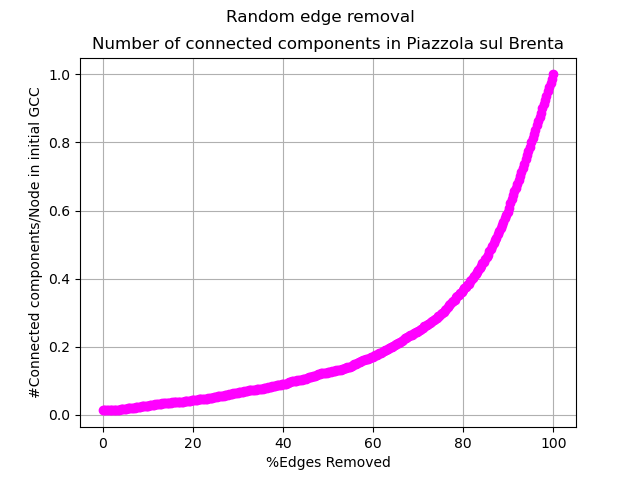 Random edge removal
Number of connected components in Piazzola sul Brenta
#Connected components/Node in initial GCC
1.0
0.8
0.6
0.4
0.2
0.0
0 20 40 60 80 100
%Edges Removed